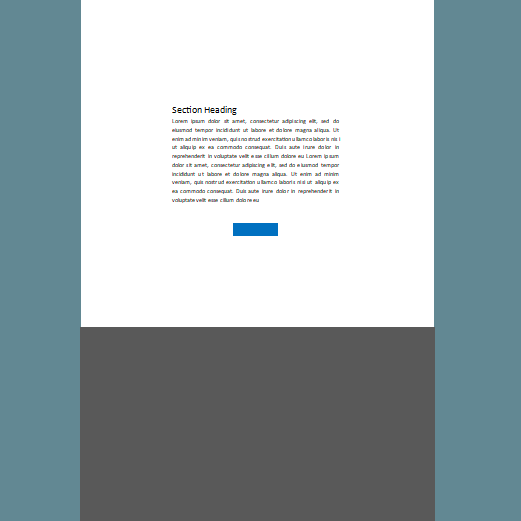 Section Heading
Lorem ipsum dolor sit amet, consectetur adipiscing elit, sed do
eiusmod tempor incididunt ut labore et dolore magna aliqua. Ut
enim ad minim veniam, quis nostrud exercitation ullamco laboris nisi
ut aliquip ex ea commodo consequat. Duis aute irure dolor in
reprehenderit in voluptate velit esse cillum dolore eu Lorem ipsum
dolor sit amet, consectetur adipiscing elit, sed do eiusmod tempor
incididunt ut labore et dolore magna aliqua. Ut enim ad minim
veniam, quis nostrud exercitation ullamco laboris nisi ut aliquip ex
ea commodo consequat. Duis aute irure dolor in reprehenderit in
voluptate velit esse cillum dolore eu